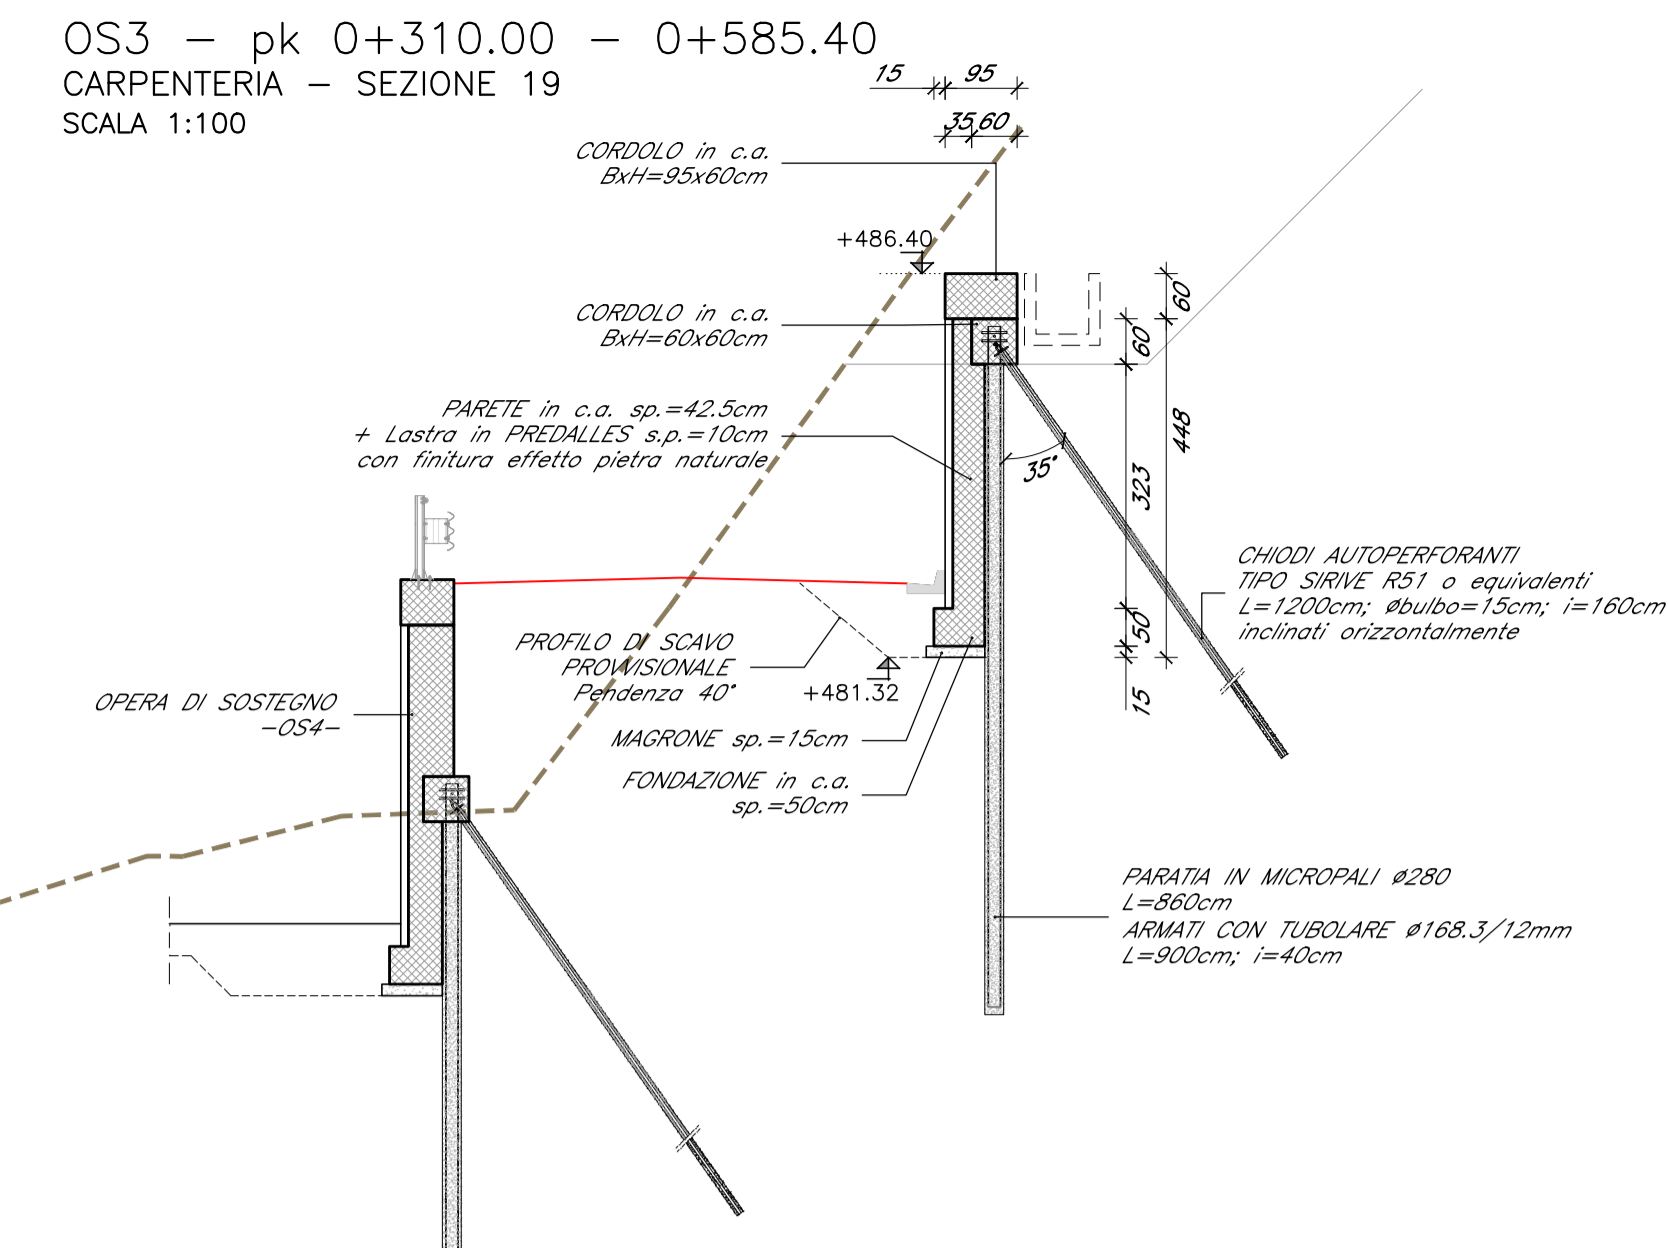 OS3 – pk 0+310.00 – 0+585.40
CARPENTERIA – SEZIONE 19
SCALA 1:100
15 95
35 60
CORDOLO in c.a.
BxH=95x60cm
+486.40
CORDOLO in c.a.
BxH=60x60cm
60
60
448
323
50
15
35°
PARETE in c.a. sp.=42.5cm
+ Lastra in PREDALLES s.p.=10cm
con finitura effetto pietra naturale
CHIODI AUTOPERFORANTI
TIPO SIRIVE R51 o equivalenti
L=1200cm; øbulbo=15cm; i=160cm
inclinati orizzontalmente
PROFILO DI SCAVO
PROVVISIONALE
Pendenza 40°
+481.32
OPERA DI SOSTEGNO
–OS4–
MAGRONE sp.=15cm
FONDAZIONE in c.a.
sp.=50cm
PARATIA IN MICROPALI ø280
L=860cm
ARMATI CON TUBOLARE ø168.3/12mm
L=900cm; i=40cm